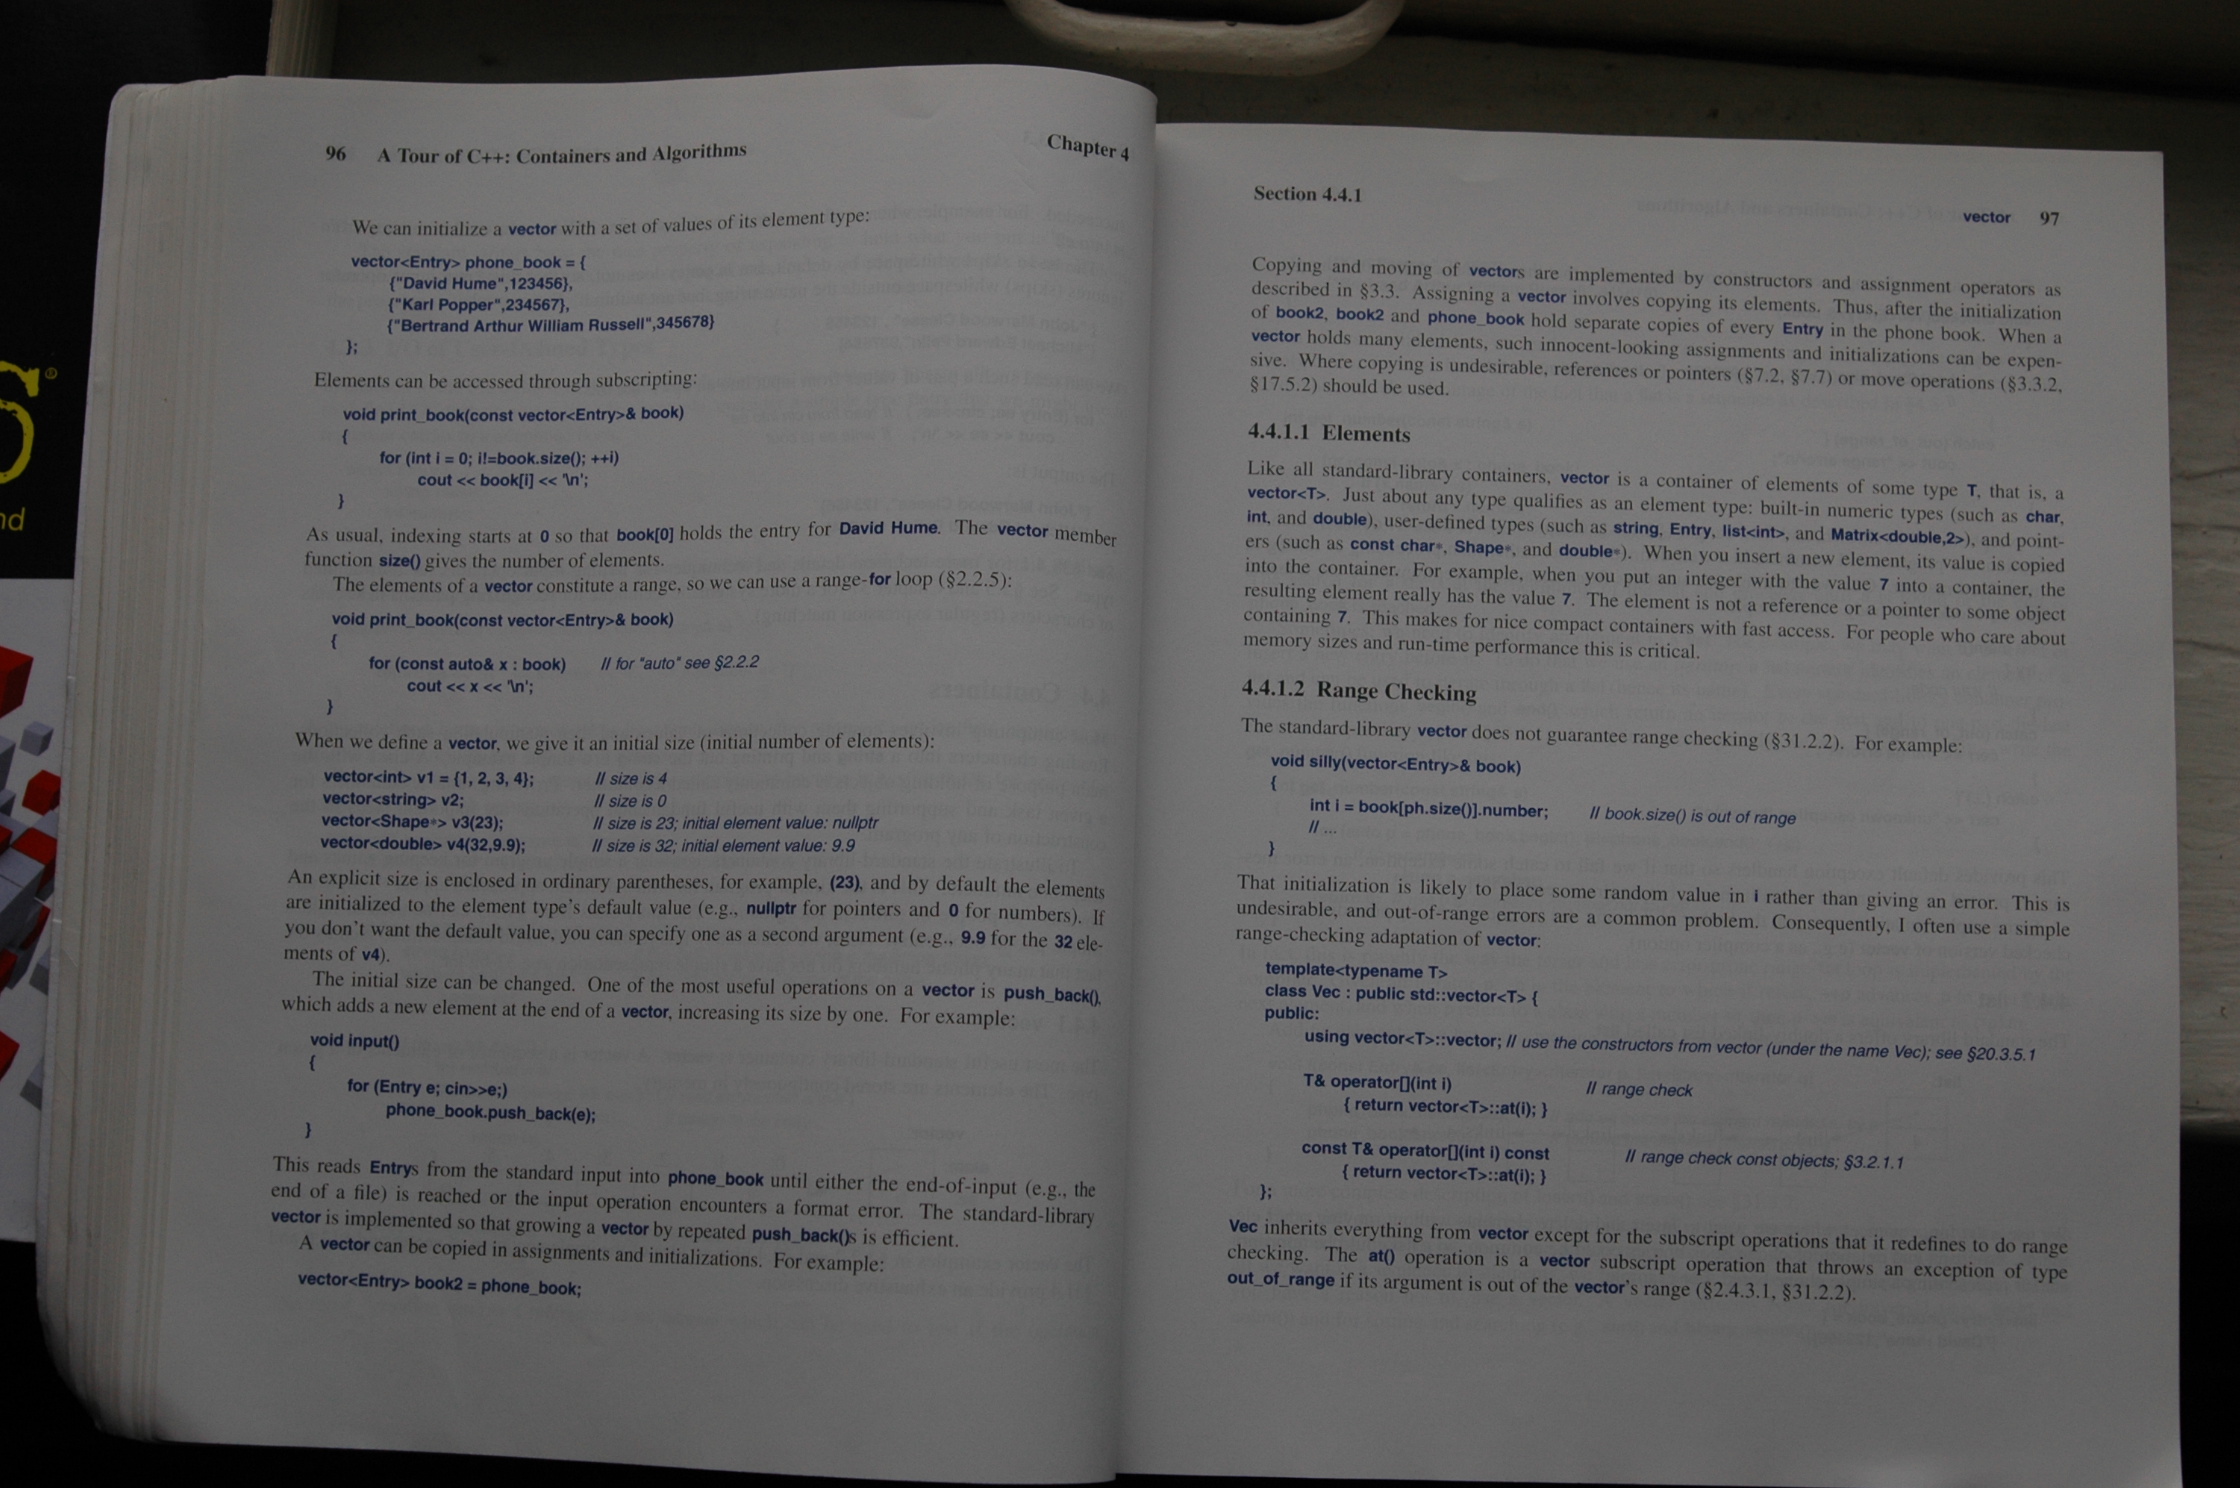 96 A Tour of C++: Containers and Algorithms Chapter 4
We can initialize a vector with a set of values of its element type:
vector<Entry> phone_book = {
{"David Hume",123456},
{"Karl Popper",234567},
{"Bertrand Arthur William Russell",345678}
};
Elements can be accessed through subscripting:
void print_book(const vector<Entry>& book)
{
for (int i = 0; i!=book.size(); ++i)
cout << book[i] << '\n';
}
As usual, indexing starts at 0 so that book[0] holds the entry for David Hume. The vector member
function size() gives the number of elements.
The elements of a vector constitute a range, so we can use a range-for loop (§2.2.5):
void print_book(const vector<Entry>& book)
{
for (const auto& x : book) // for "auto" see §2.2.2
cout << x << '\n';
}
When we define a vector, we give it an initial size (initial number of elements):
vector<int> v1 = {1, 2, 3, 4}; // size is 4
vector<string> v2; // size is 0
vector<Shape*> v3(23); // size is 23; initial element value: nullptr
vector<double> v4(32,9.9); // size is 32; initial element value: 9.9
An explicit size is enclosed in ordinary parentheses, for example, (23), and by default the elements
are initialized to the element type's default value (e.g., nullptr for pointers and 0 for numbers). If
you don't want the default value, you can specify one as a second argument (e.g., 9.9 for the 32 ele-
ments of v4).
The initial size can be changed. One of the most useful operations on a vector is push_back(),
which adds a new element at the end of a vector, increasing its size by one. For example:
void input()
{
for (Entry e; cin>>e;)
phone_book.push_back(e);
}
This reads Entrys from the standard input into phone_book until either the end-of-input (e.g., the
end of a file) is reached or the input operation encounters a format error. The standard-library
vector is implemented so that growing a vector by repeated push_back()s is efficient.
A vector can be copied in assignments and initializations. For example:
vector<Entry> book2 = phone_book;
Section 4.4.1 vector 97
Copying and moving of vectors are implemented by constructors and assignment operators as
described in §3.3. Assigning a vector involves copying its elements. Thus, after the initialization
of book2, book2 and phone_book hold separate copies of every Entry in the phone book. When a
vector holds many elements, such innocent-looking assignments and initializations can be expen-
sive. Where copying is undesirable, references or pointers (§7.2, §7.7) or move operations (§3.3.2,
§17.5.2) should be used.
4.4.1.1 Elements
Like all standard-library containers, vector is a container of elements of some type T, that is, a
vector<T>. Just about any type qualifies as an element type: built-in numeric types (such as char,
int, and double), user-defined types (such as string, Entry, list<int>, and Matrix<double,2>), and point-
ers (such as const char*, Shape*, and double*). When you insert a new element, its value is copied
into the container. For example, when you put an integer with the value 7 into a container, the
resulting element really has the value 7. The element is not a reference or a pointer to some object
containing 7. This makes for nice compact containers with fast access. For people who care about
memory sizes and run-time performance this is critical.
4.4.1.2 Range Checking
The standard-library vector does not guarantee range checking (§31.2.2). For example:
void silly(vector<Entry>& book)
{
int i = book[ph.size()].number; // book.size() is out of range
// ...
}
That initialization is likely to place some random value in i rather than giving an error. This is
undesirable, and out-of-range errors are a common problem. Consequently, I often use a simple
range-checking adaptation of vector:
template<typename T>
class Vec : public std::vector<T> {
public:
using vector<T>::vector; // use the constructors from vector (under the name Vec); see §20.3.5.1
T& operator[](int i) // range check
{ return vector<T>::at(i); }
const T& operator[](int i) const // range check const objects; §3.2.1.1
{ return vector<T>::at(i); }
};
Vec inherits everything from vector except for the subscript operations that it redefines to do range
checking. The at() operation is a vector subscript operation that throws an exception of type
out_of_range if its argument is out of the vector's range (§2.4.3.1, §31.2.2).